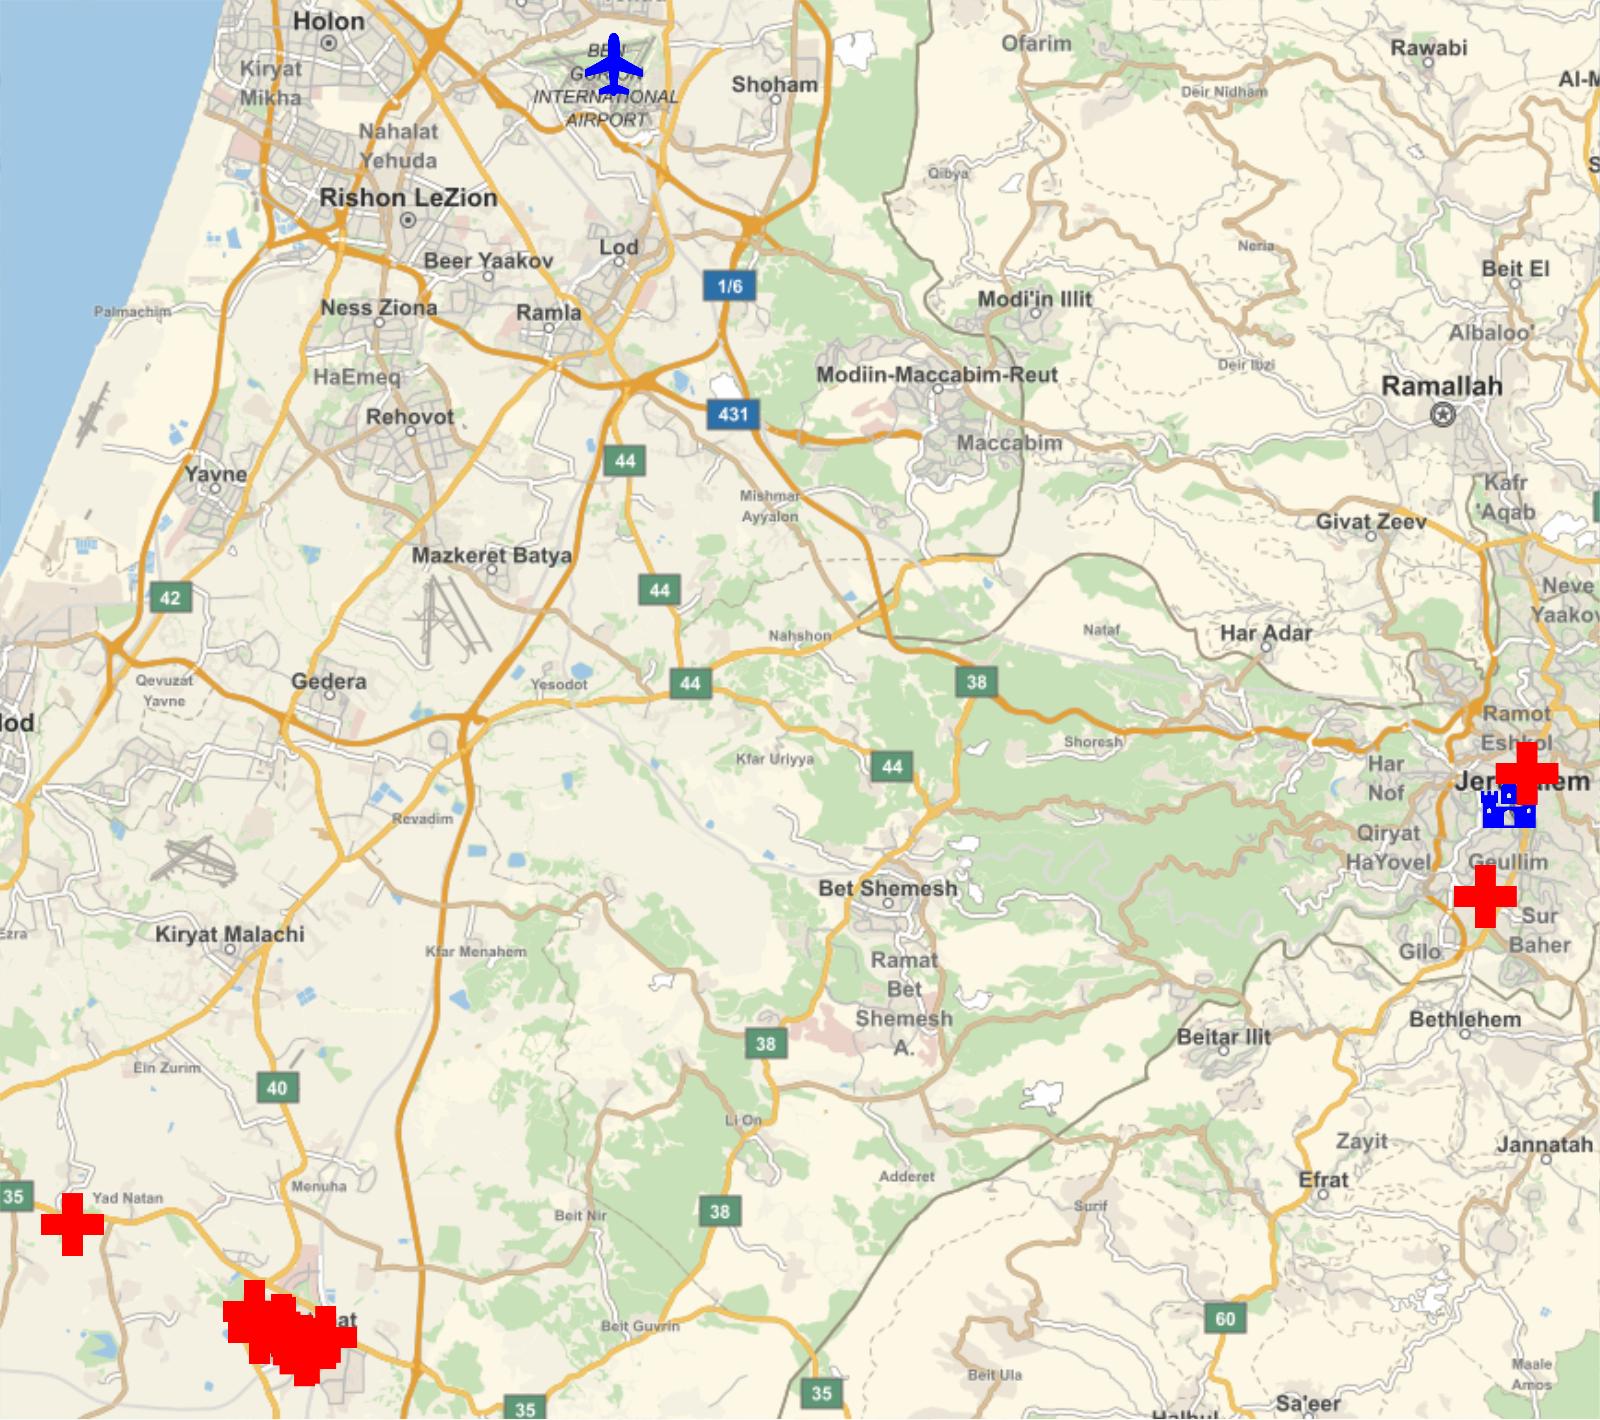 Holon
Kiryat
Mikha
BEN
GURION
INTERNATIONAL
AIRPORT
Shoham
Ofarim
Rawabi
Deir Nidham
Nahalat
Yehuda
Qibya
Rishon LeZion
Lod
Beer Yaakov
Neria
Beit El
1/6
Palmachim
Ness Ziona
Ramla
Modi'in Illit
Albaloo'
HaEmeq
Modiin-Maccabim-Reut
Deir Ibzi
Ramallah
Rehovot
431
Maccabim
44
Yavne
Mishmar
Ayyalon
Kafr
'Aqab
Givat Zeev
Mazkeret Batya
42
44
Neve
Yaakov
Nahshon
Nataf
Har Adar
Qevuzat
Yavne
Gedera
Yesodot
44
38
lod
Ramot
Eshkol
Shoresh
Kfar Uriyya
44
Har
Nof
Jerusalem
Revadim
Qiryat
HaYovel
Geullim
Bet Shemesh
Ezra
Kiryat Malachi
Kfar Menahem
Ramat
Bet
Shemesh
A.
Gilo
Sur
Baher
Bethlehem
38
Beitar Illit
Ein Zurim
40
Li On
Zayit
Jannatah
35
Yad Natan
Menuha
Adderet
Efrat
Beit Nir
38
Surif
60
Beit Guvrin
Beit Ula
Maale
Amos
35
35
Halhul
Sa'eer